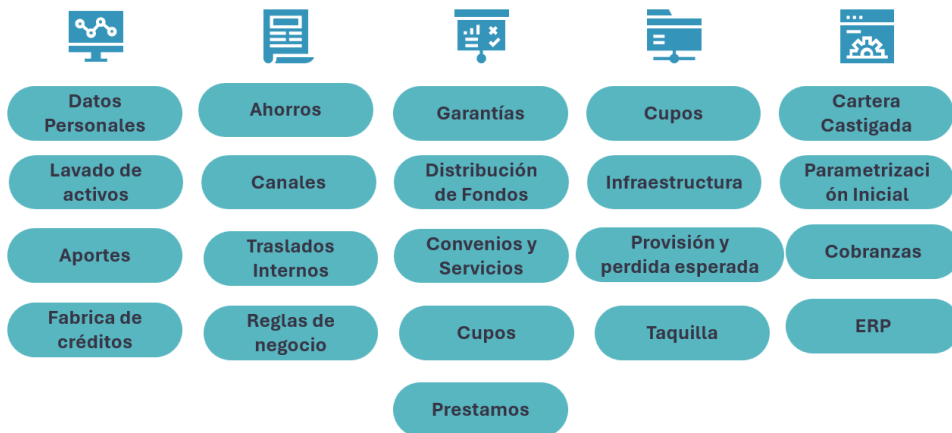 Datos
Personales
Lavado de
activos
Aportes
Fabrica de
créditos
Ahorros
Canales
Traslados
Internos
Reglas de
negocio
Garantías
Distribución
de Fondos
Convenios y
Servicios
Cupos
Prestamos
Cupos
Infraestructura
Provisión y
perdida esperada
Taquilla
Cartera
Castigada
Parametrizaci
ón Inicial
Cobranzas
ERP